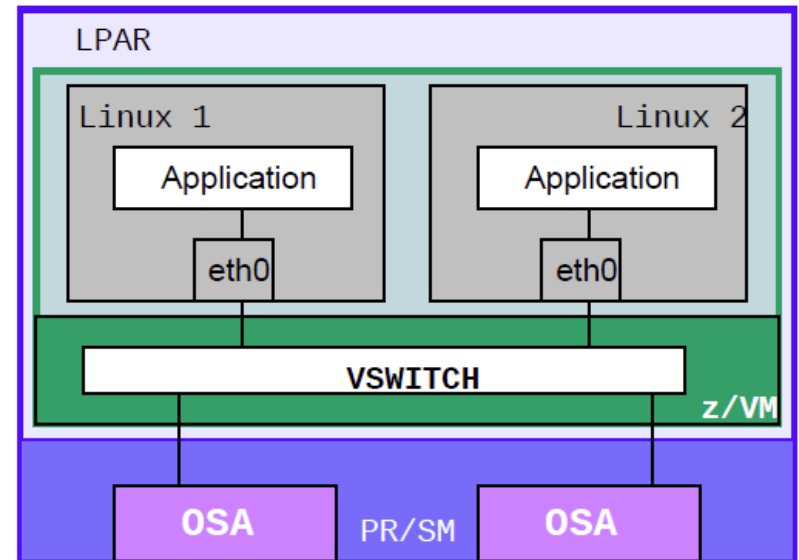 LPAR
Linux 1
Linux 2
Application
Application
eth0
eth0
VSWITCH
z/VM
OSA
PR/SM
OSA